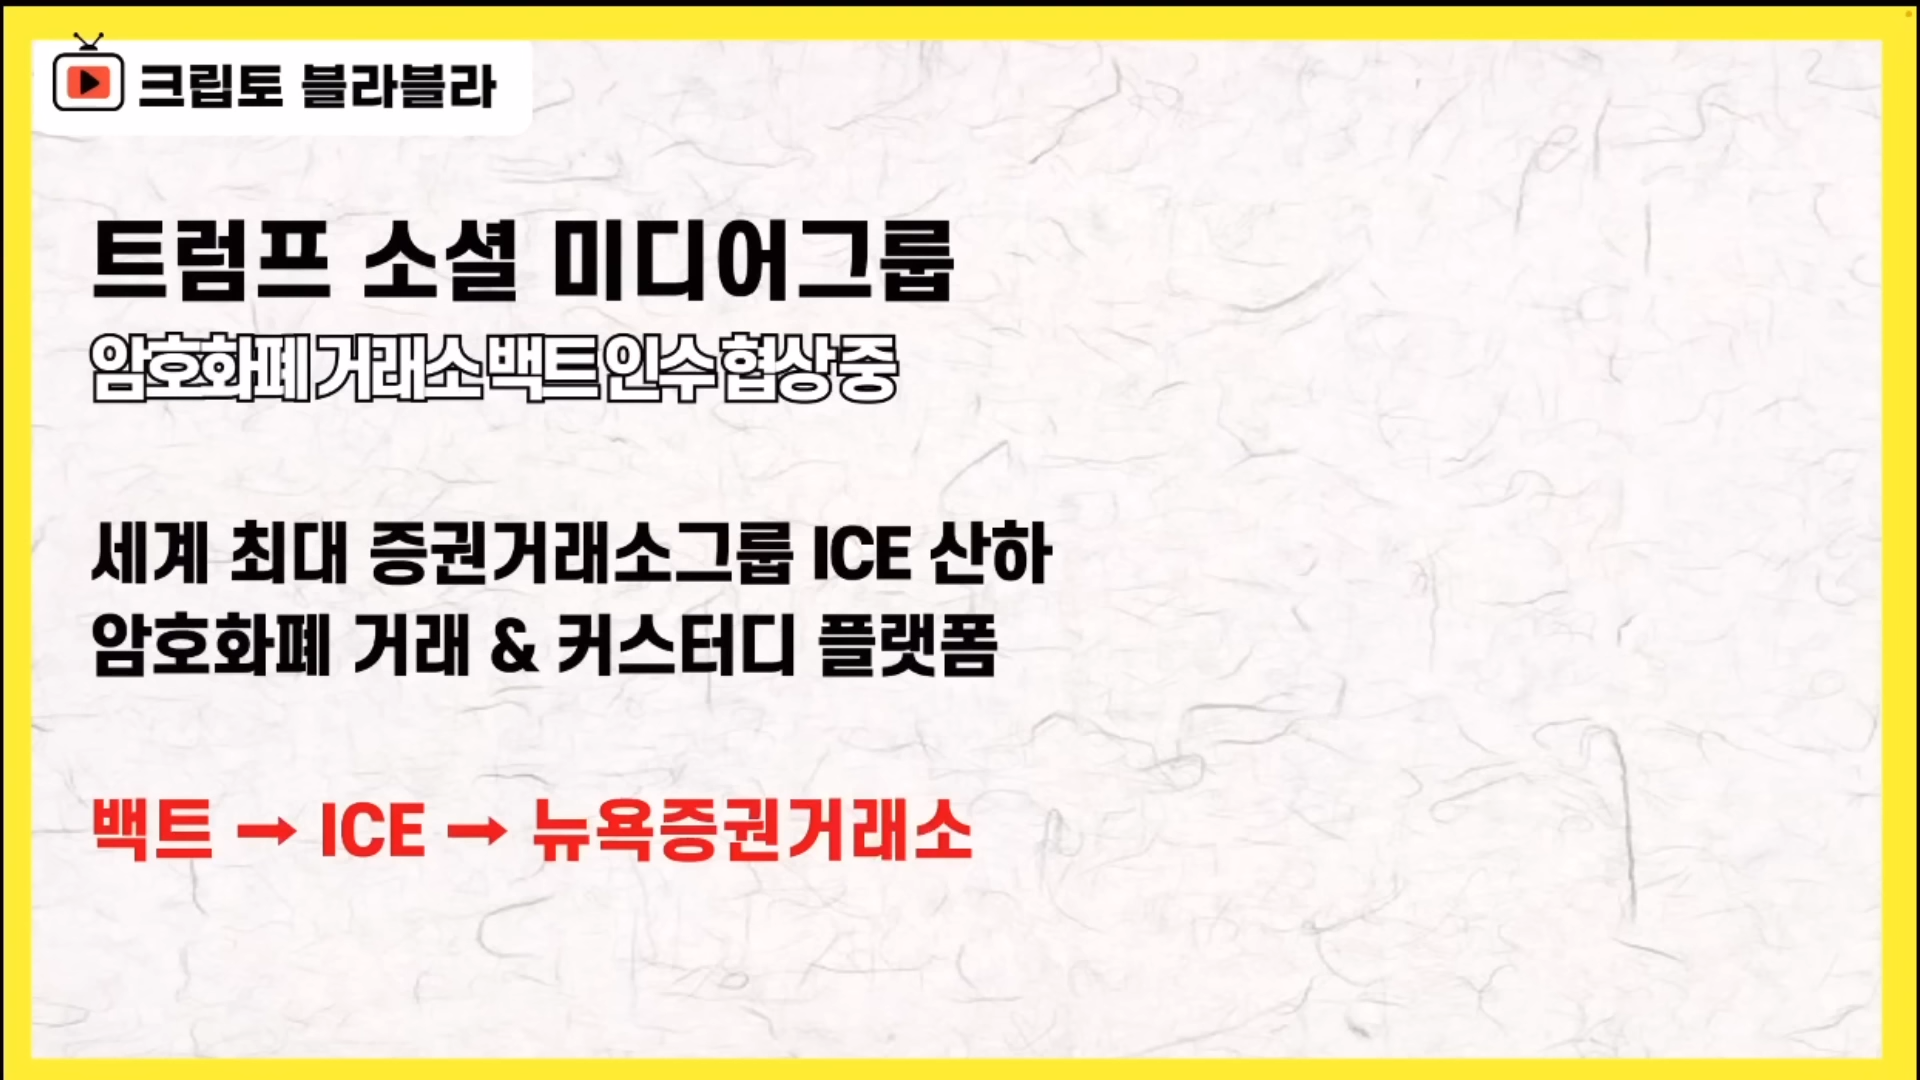 크립토 블라블라
트럼프 소셜 미디어그룹
암호화폐 거래소 백트 인수 협상 중
세계 최대 증권거래소그룹 ICE 산하
암호화폐 거래 & 커스터디 플랫폼
백트 → ICE → 뉴욕증권거래소